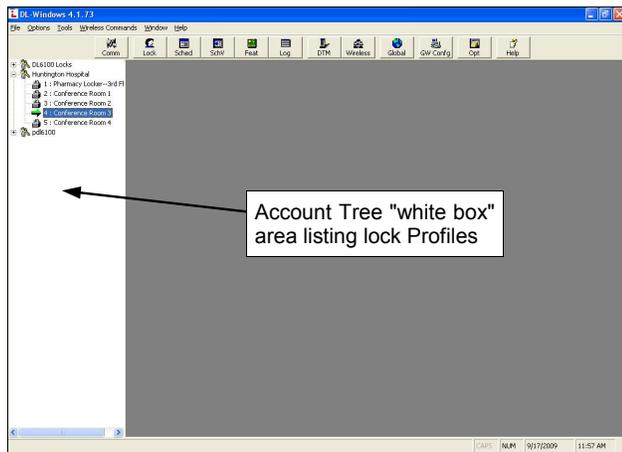 DL-Windows 4.1.73
File Options Tools Wireless Commands Window Help
Comm Lock Sched SchW Feat Log DTM Wireless Global GW Config Opt Help
DL6100 Locks
Huntington Hospital
1 : Pharmacy Locker--3rd Fl
2 : Conference Room 1
3 : Conference Room 2
4 : Conference Room 3
5 : Conference Room 4
pdl6100
Account Tree "white box"
area listing lock Profiles
CAPS NUM 9/17/2009 11:57 AM